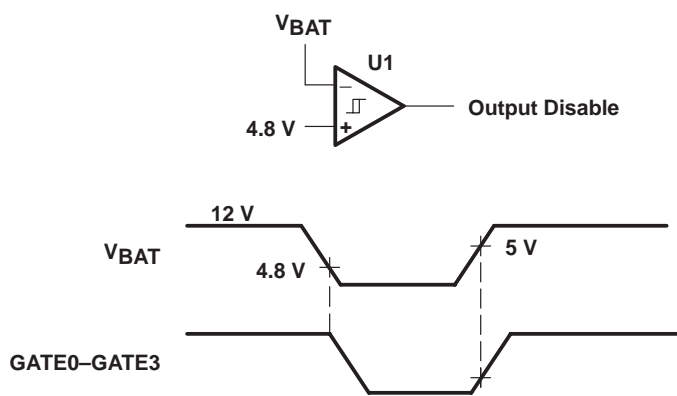 VBAT
U1
−
4.8 V
+
Output Disable
12 V
VBAT
4.8 V
5 V
GATE0–GATE3